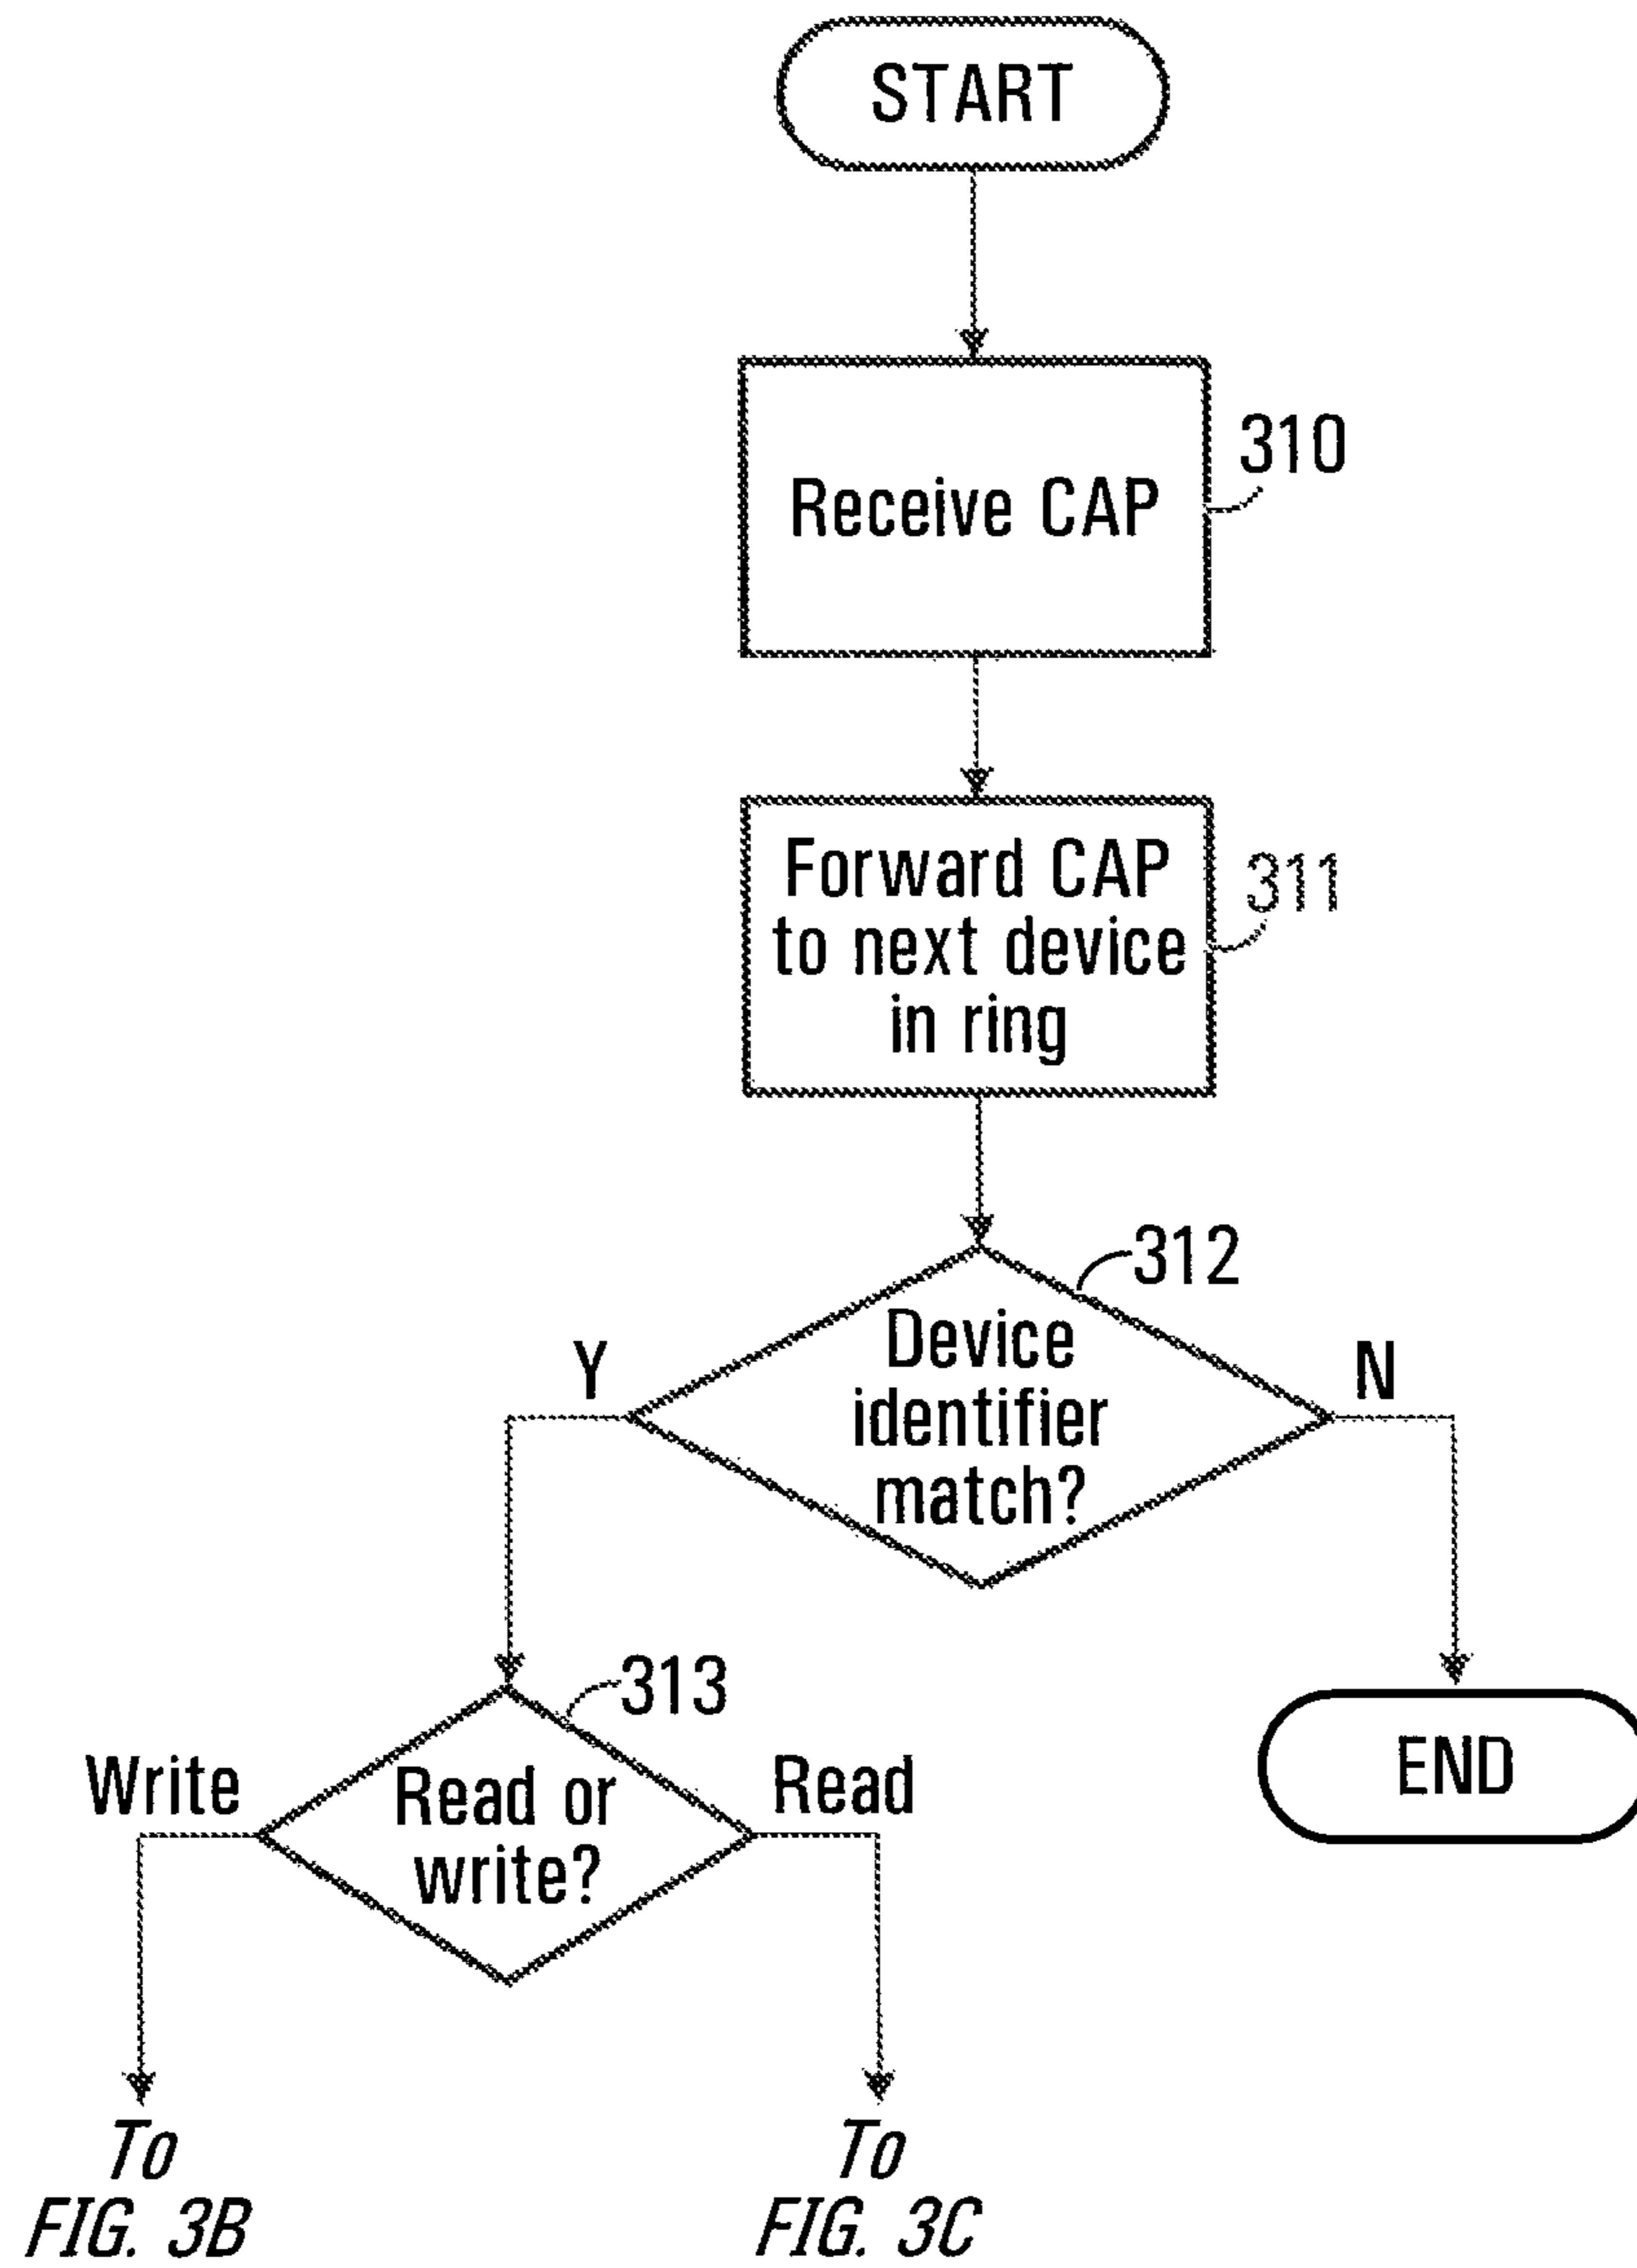 START
310
Receive CAP
Forward CAP
to next device
in ring
311
312
Y
N
Device
identifier
match?
313
Write
Read or
write?
Read
END
To
FIG. 3B
To
FIG. 3C